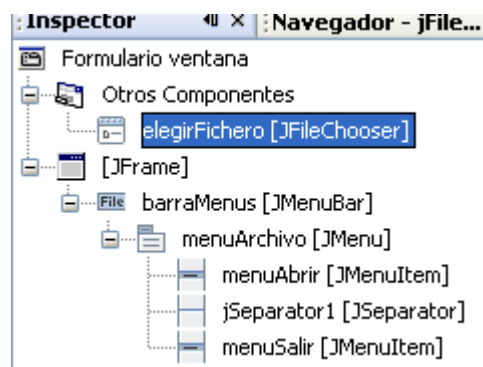 Inspector Navegador - jFile...
Formulario ventana
Otros Componentes
elegirFichero [JFileChooser]
[JFrame]
File barraMenus [JMenuBar]
menuArchivo [JMenu]
menuAbrir [JMenuItem]
jSeparator1 [JSeparator]
menuSalir [JMenuItem]